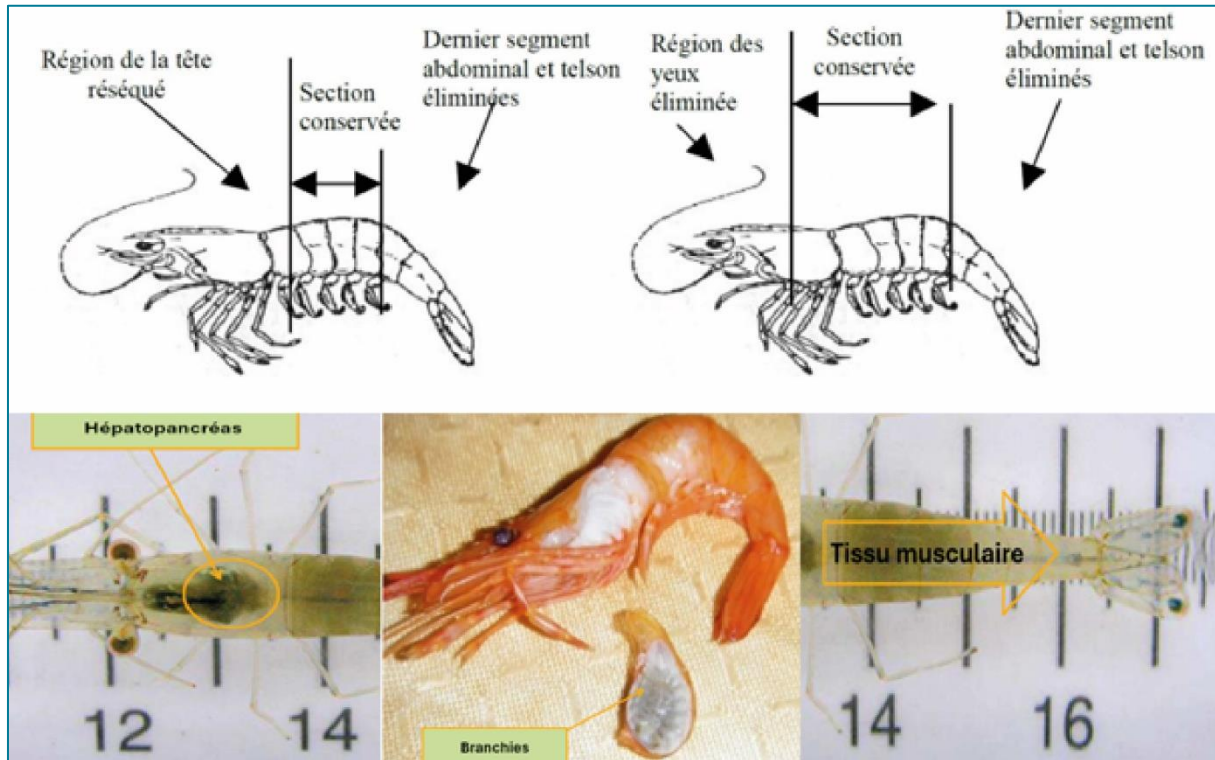 Région de la tête
réséqué
Section
conservée
Dernier segment
abdominal et telson
éliminées
Région des
yeux
éliminée
Section
conservée
Dernier segment
abdominal et telson
éliminés
Hépatopancréas
12
14
Branchies
Tissu musculaire
14
16